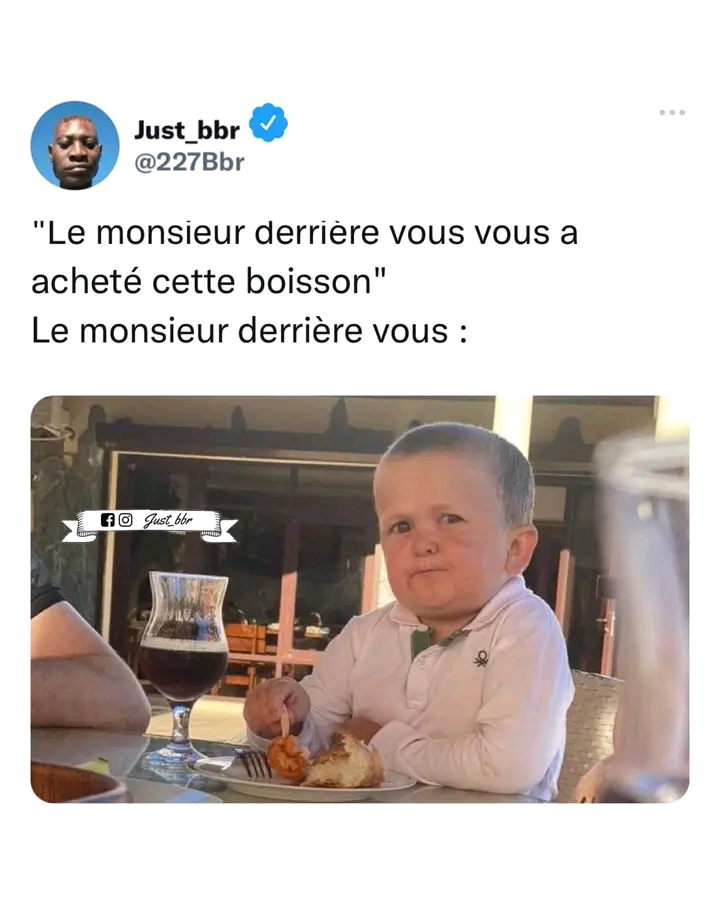 Just_bbr
@227Bbr
"Le monsieur derrière vous vous a
acheté cette boisson"
Le monsieur derrière vous :
Just_bbr